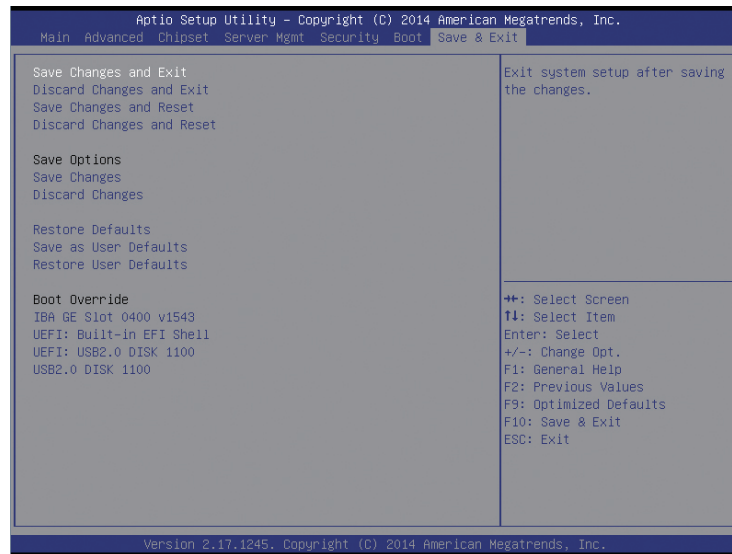 Aptio Setup Utility – Copyright (C) 2014 American Megatrends, Inc.
Main Advanced Chipset Server Mgmt Security Boot Save & Exit
Save Changes and Exit
Discard Changes and Exit
Save Changes and Reset
Discard Changes and Reset
Save Options
Save Changes
Discard Changes
Restore Defaults
Save as User Defaults
Restore User Defaults
Boot Override
IBA GE Slot 0400 v1543
UEFI: Built-in EFI Shell
UEFI: USB2.0 DISK 1100
USB2.0 DISK 1100
Exit system setup after saving
the changes.
→←: Select Screen
↑↓: Select Item
Enter: Select
+/-: Change Opt.
F1: General Help
F2: Previous Values
F9: Optimized Defaults
F10: Save & Exit
ESC: Exit
Version 2.17.1245. Copyright (C) 2014 American Megatrends, Inc.